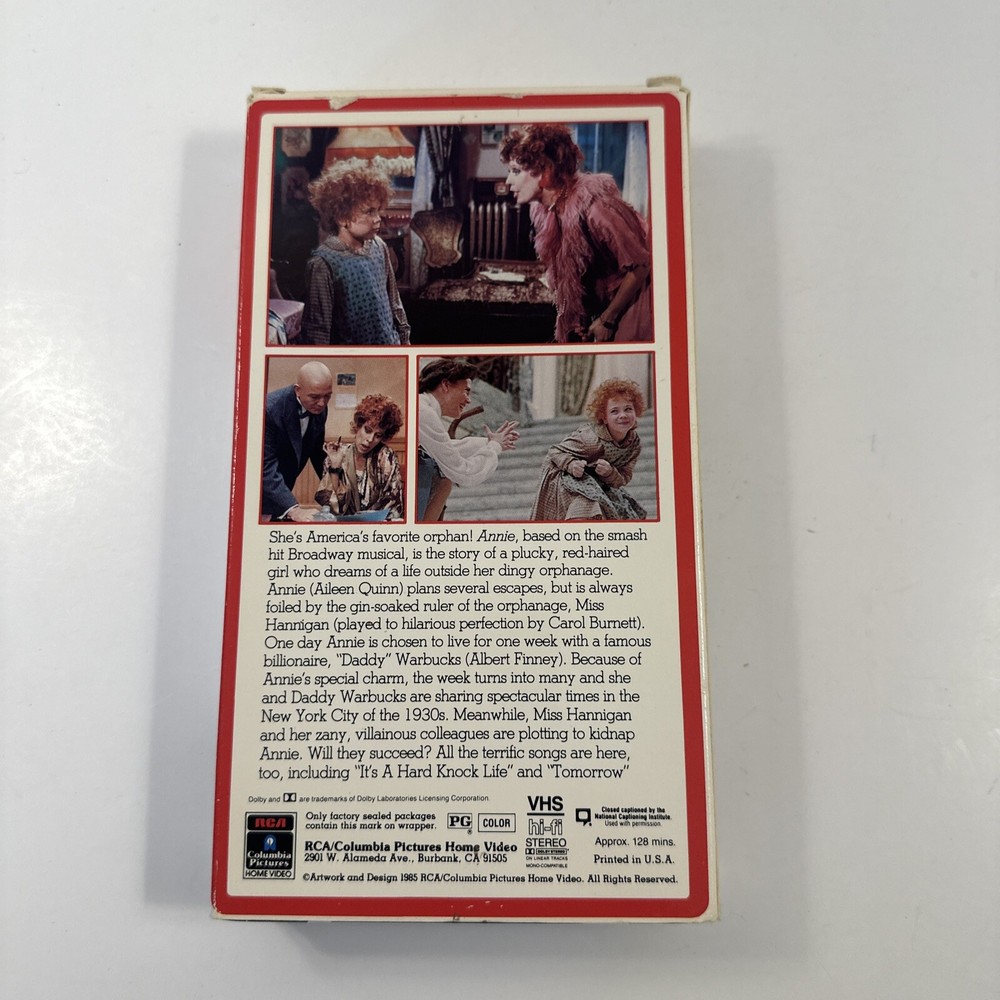 She's America's favorite orphan! Annie, based on the smash
hit Broadway musical, is the story of a plucky, red-haired
girl who dreams of a life outside her dingy orphanage.
Annie (Aileen Quinn) plans several escapes, but is always
foiled by the gin-soaked ruler of the orphanage, Miss
Hannigan (played to hilarious perfection by Carol Burnett).
One day Annie is chosen to live for one week with a famous
billionaire, "Daddy" Warbucks (Albert Finney). Because of
Annie's special charm, the week turns into many and she
and Daddy Warbucks are sharing spectacular times in the
New York City of the 1930s. Meanwhile, Miss Hannigan
and her zany, villainous colleagues are plotting to kidnap
Annie. Will they succeed? All the terrific songs are here,
too, including "It's A Hard Knock Life" and "Tomorrow"
Dolby and are trademarks of Dolby Laboratories Licensing Corporation.
RCA
Columbia
Pictures
HOME VIDEO
Only factory sealed packages
contain this mark on wrapper.
PG
COLOR
RCA/Columbia Pictures Home Video
2901 W. Alameda Ave., Burbank, CA 91505
VHS
hi-fi
STEREO
DOLBY STEREO
ON LINEAR TRACKS
MONO-COMPATIBLE
Closed captioned by the
National Captioning Institute.
Used with permission.
Approx. 128 mins.
Printed in U.S.A.
©Artwork and Design 1985 RCA/Columbia Pictures Home Video. All Rights Reserved.